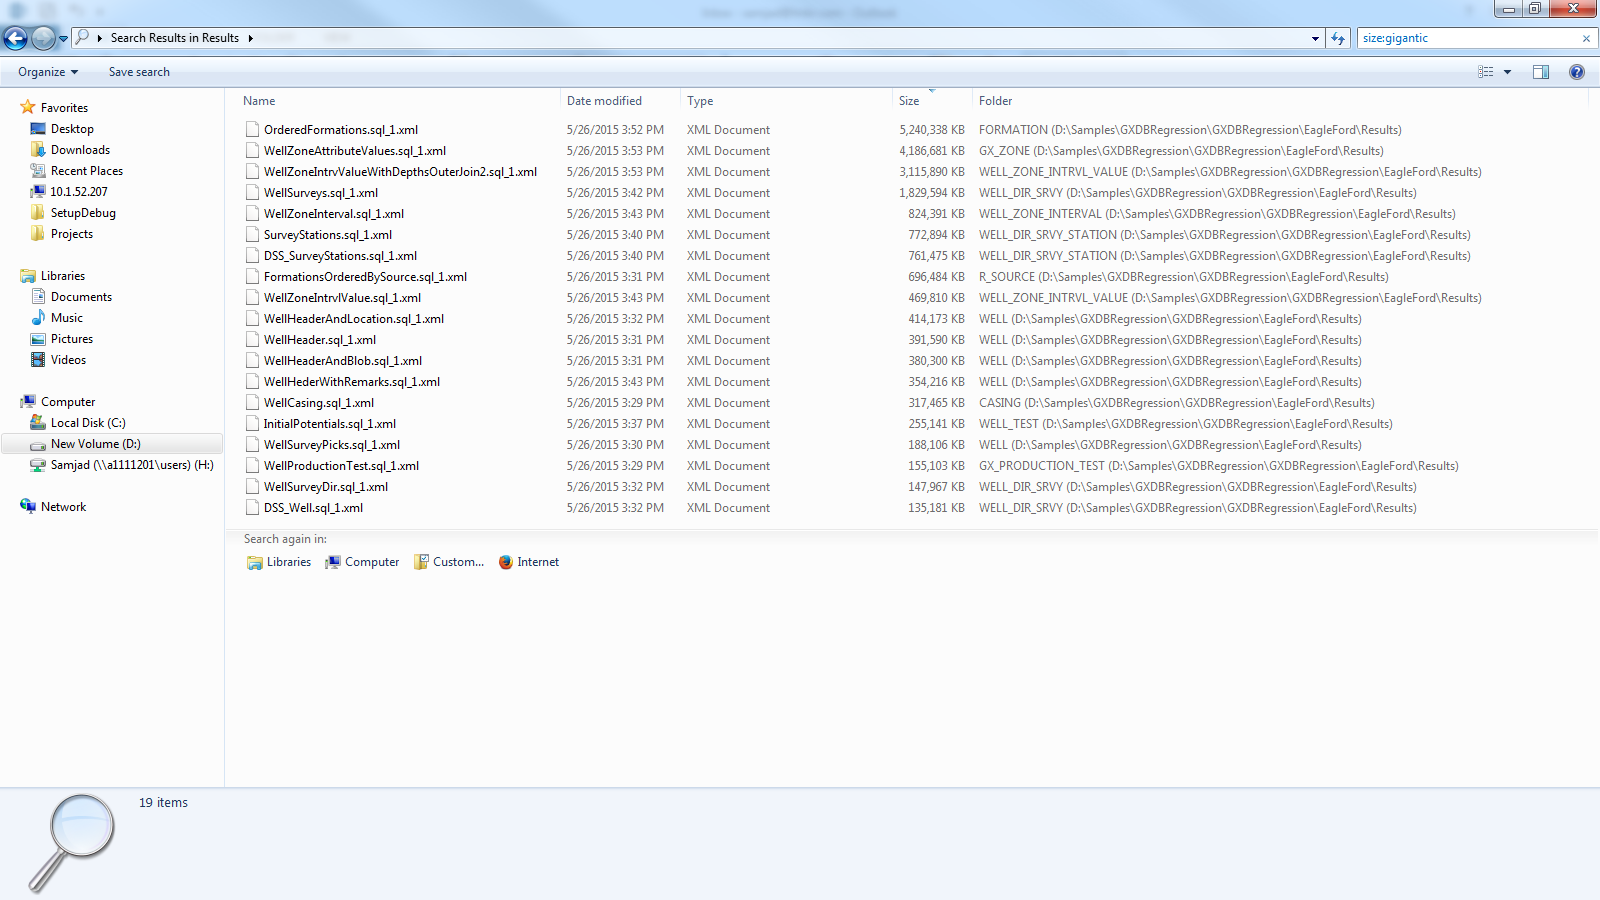 Search Results in Results
size:gigantic
Organize Save search
Name Date modified Type Size Folder
Favorites
Desktop
Downloads
Recent Places
10.1.52.207
SetupDebug
Projects
Libraries
Documents
Music
Pictures
Videos
Computer
Local Disk (C:)
New Volume (D:)
Samjad (\\a1111201\users) (H:)
Network
OrderedFormations.sql_1.xml 5/26/2015 3:52 PM XML Document 5,240,338 KB FORMATION (D:\Samples\GXDBRegression\GXDBRegression\EagleFord\Results)
WellZoneAttributeValues.sql_1.xml 5/26/2015 3:53 PM XML Document 4,186,681 KB GX_ZONE (D:\Samples\GXDBRegression\GXDBRegression\EagleFord\Results)
WellZoneIntrvValueWithDepthsOuterJoin2.sql_1.xml 5/26/2015 3:53 PM XML Document 3,115,890 KB WELL_ZONE_INTRVL_VALUE (D:\Samples\GXDBRegression\GXDBRegression\EagleFord\Results)
WellSurveys.sql_1.xml 5/26/2015 3:42 PM XML Document 1,829,594 KB WELL_DIR_SRVY (D:\Samples\GXDBRegression\GXDBRegression\EagleFord\Results)
WellZoneInterval.sql_1.xml 5/26/2015 3:43 PM XML Document 824,391 KB WELL_ZONE_INTERVAL (D:\Samples\GXDBRegression\GXDBRegression\EagleFord\Results)
SurveyStations.sql_1.xml 5/26/2015 3:40 PM XML Document 772,894 KB WELL_DIR_SRVY_STATION (D:\Samples\GXDBRegression\GXDBRegression\EagleFord\Results)
DSS_SurveyStations.sql_1.xml 5/26/2015 3:40 PM XML Document 761,475 KB WELL_DIR_SRVY_STATION (D:\Samples\GXDBRegression\GXDBRegression\EagleFord\Results)
FormationsOrderedBySource.sql_1.xml 5/26/2015 3:31 PM XML Document 696,484 KB R_SOURCE (D:\Samples\GXDBRegression\GXDBRegression\EagleFord\Results)
WellZoneIntrvlValue.sql_1.xml 5/26/2015 3:43 PM XML Document 469,810 KB WELL_ZONE_INTRVL_VALUE (D:\Samples\GXDBRegression\GXDBRegression\EagleFord\Results)
WellHeaderAndLocation.sql_1.xml 5/26/2015 3:32 PM XML Document 414,173 KB WELL (D:\Samples\GXDBRegression\GXDBRegression\EagleFord\Results)
WellHeader.sql_1.xml 5/26/2015 3:31 PM XML Document 391,590 KB WELL (D:\Samples\GXDBRegression\GXDBRegression\EagleFord\Results)
WellHeaderAndBlob.sql_1.xml 5/26/2015 3:31 PM XML Document 380,300 KB WELL (D:\Samples\GXDBRegression\GXDBRegression\EagleFord\Results)
WellHederWithRemarks.sql_1.xml 5/26/2015 3:43 PM XML Document 354,216 KB WELL (D:\Samples\GXDBRegression\GXDBRegression\EagleFord\Results)
WellCasing.sql_1.xml 5/26/2015 3:29 PM XML Document 317,465 KB CASING (D:\Samples\GXDBRegression\GXDBRegression\EagleFord\Results)
InitialPotentials.sql_1.xml 5/26/2015 3:37 PM XML Document 255,141 KB WELL_TEST (D:\Samples\GXDBRegression\GXDBRegression\EagleFord\Results)
WellSurveyPicks.sql_1.xml 5/26/2015 3:30 PM XML Document 188,106 KB WELL (D:\Samples\GXDBRegression\GXDBRegression\EagleFord\Results)
WellProductionTest.sql_1.xml 5/26/2015 3:29 PM XML Document 155,103 KB GX_PRODUCTION_TEST (D:\Samples\GXDBRegression\GXDBRegression\EagleFord\Results)
WellSurveyDir.sql_1.xml 5/26/2015 3:32 PM XML Document 147,967 KB WELL_DIR_SRVY (D:\Samples\GXDBRegression\GXDBRegression\EagleFord\Results)
DSS_Well.sql_1.xml 5/26/2015 3:32 PM XML Document 135,181 KB WELL_DIR_SRVY (D:\Samples\GXDBRegression\GXDBRegression\EagleFord\Results)
Search again in:
Libraries Computer Custom... Internet
19 items